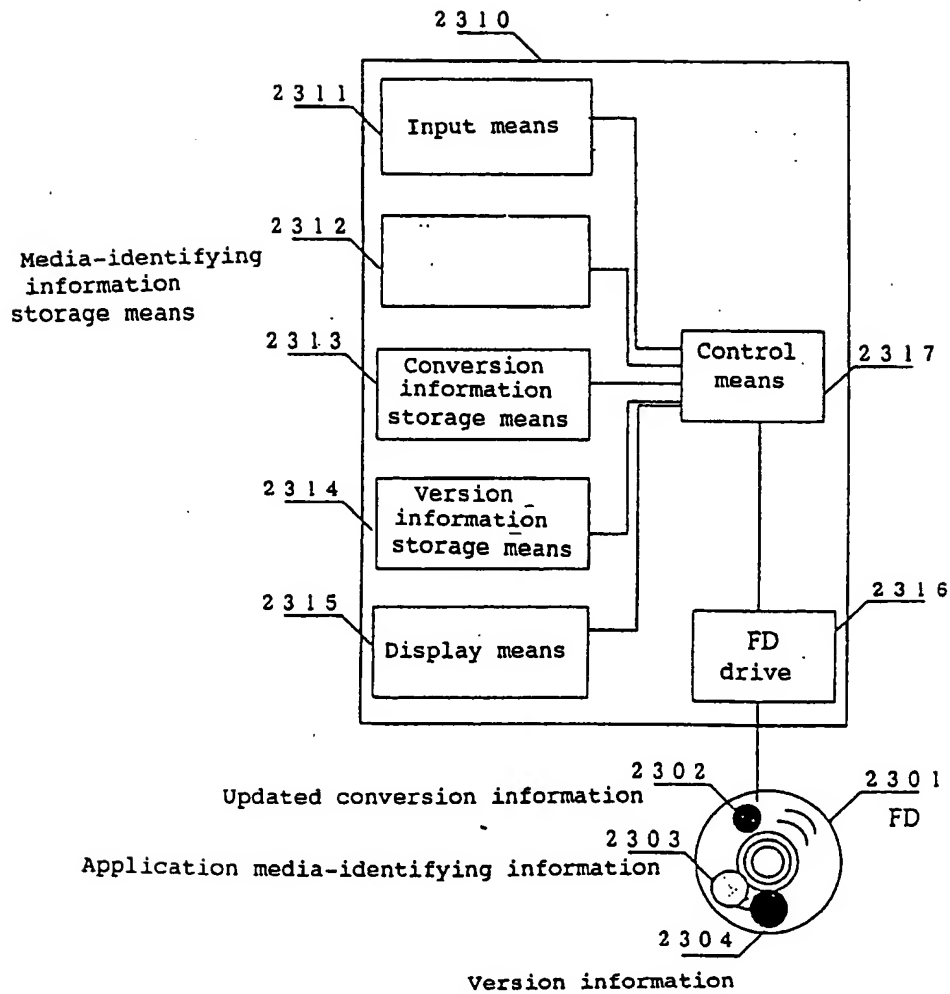 2310
2311
Input means
2312
Media-identifying
information
storage means
2313
Conversion
information
storage means
Control
means
2317
2314
Version
information
storage means
2315
Display means
2316
FD
drive
2302
Updated conversion information
2301
FD
2303
Application media-identifying information
2304
Version information